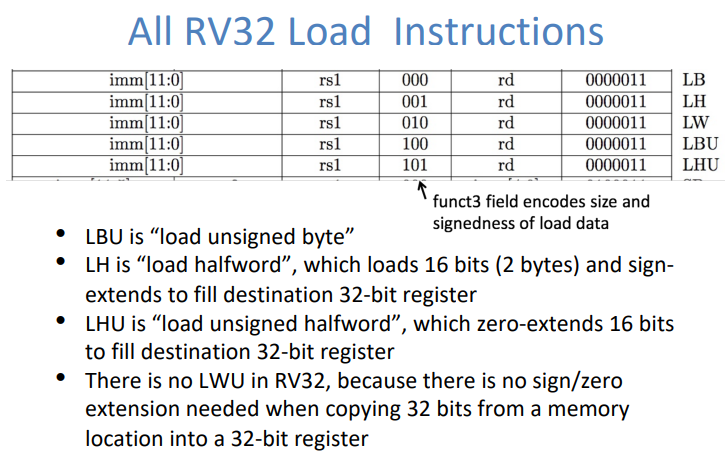 All RV32 Load Instructions
imm[11:0] rs1 000 rd 0000011 LB
imm[11:0] rs1 001 rd 0000011 LH
imm[11:0] rs1 010 rd 0000011 LW
imm[11:0] rs1 100 rd 0000011 LBU
imm[11:0] rs1 101 rd 0000011 LHU
funct3 field encodes size and
signedness of load data
• LBU is “load unsigned byte”
• LH is “load halfword”, which loads 16 bits (2 bytes) and sign-
extends to fill destination 32-bit register
• LHU is “load unsigned halfword”, which zero-extends 16 bits
to fill destination 32-bit register
• There is no LWU in RV32, because there is no sign/zero
extension needed when copying 32 bits from a memory
location into a 32-bit register